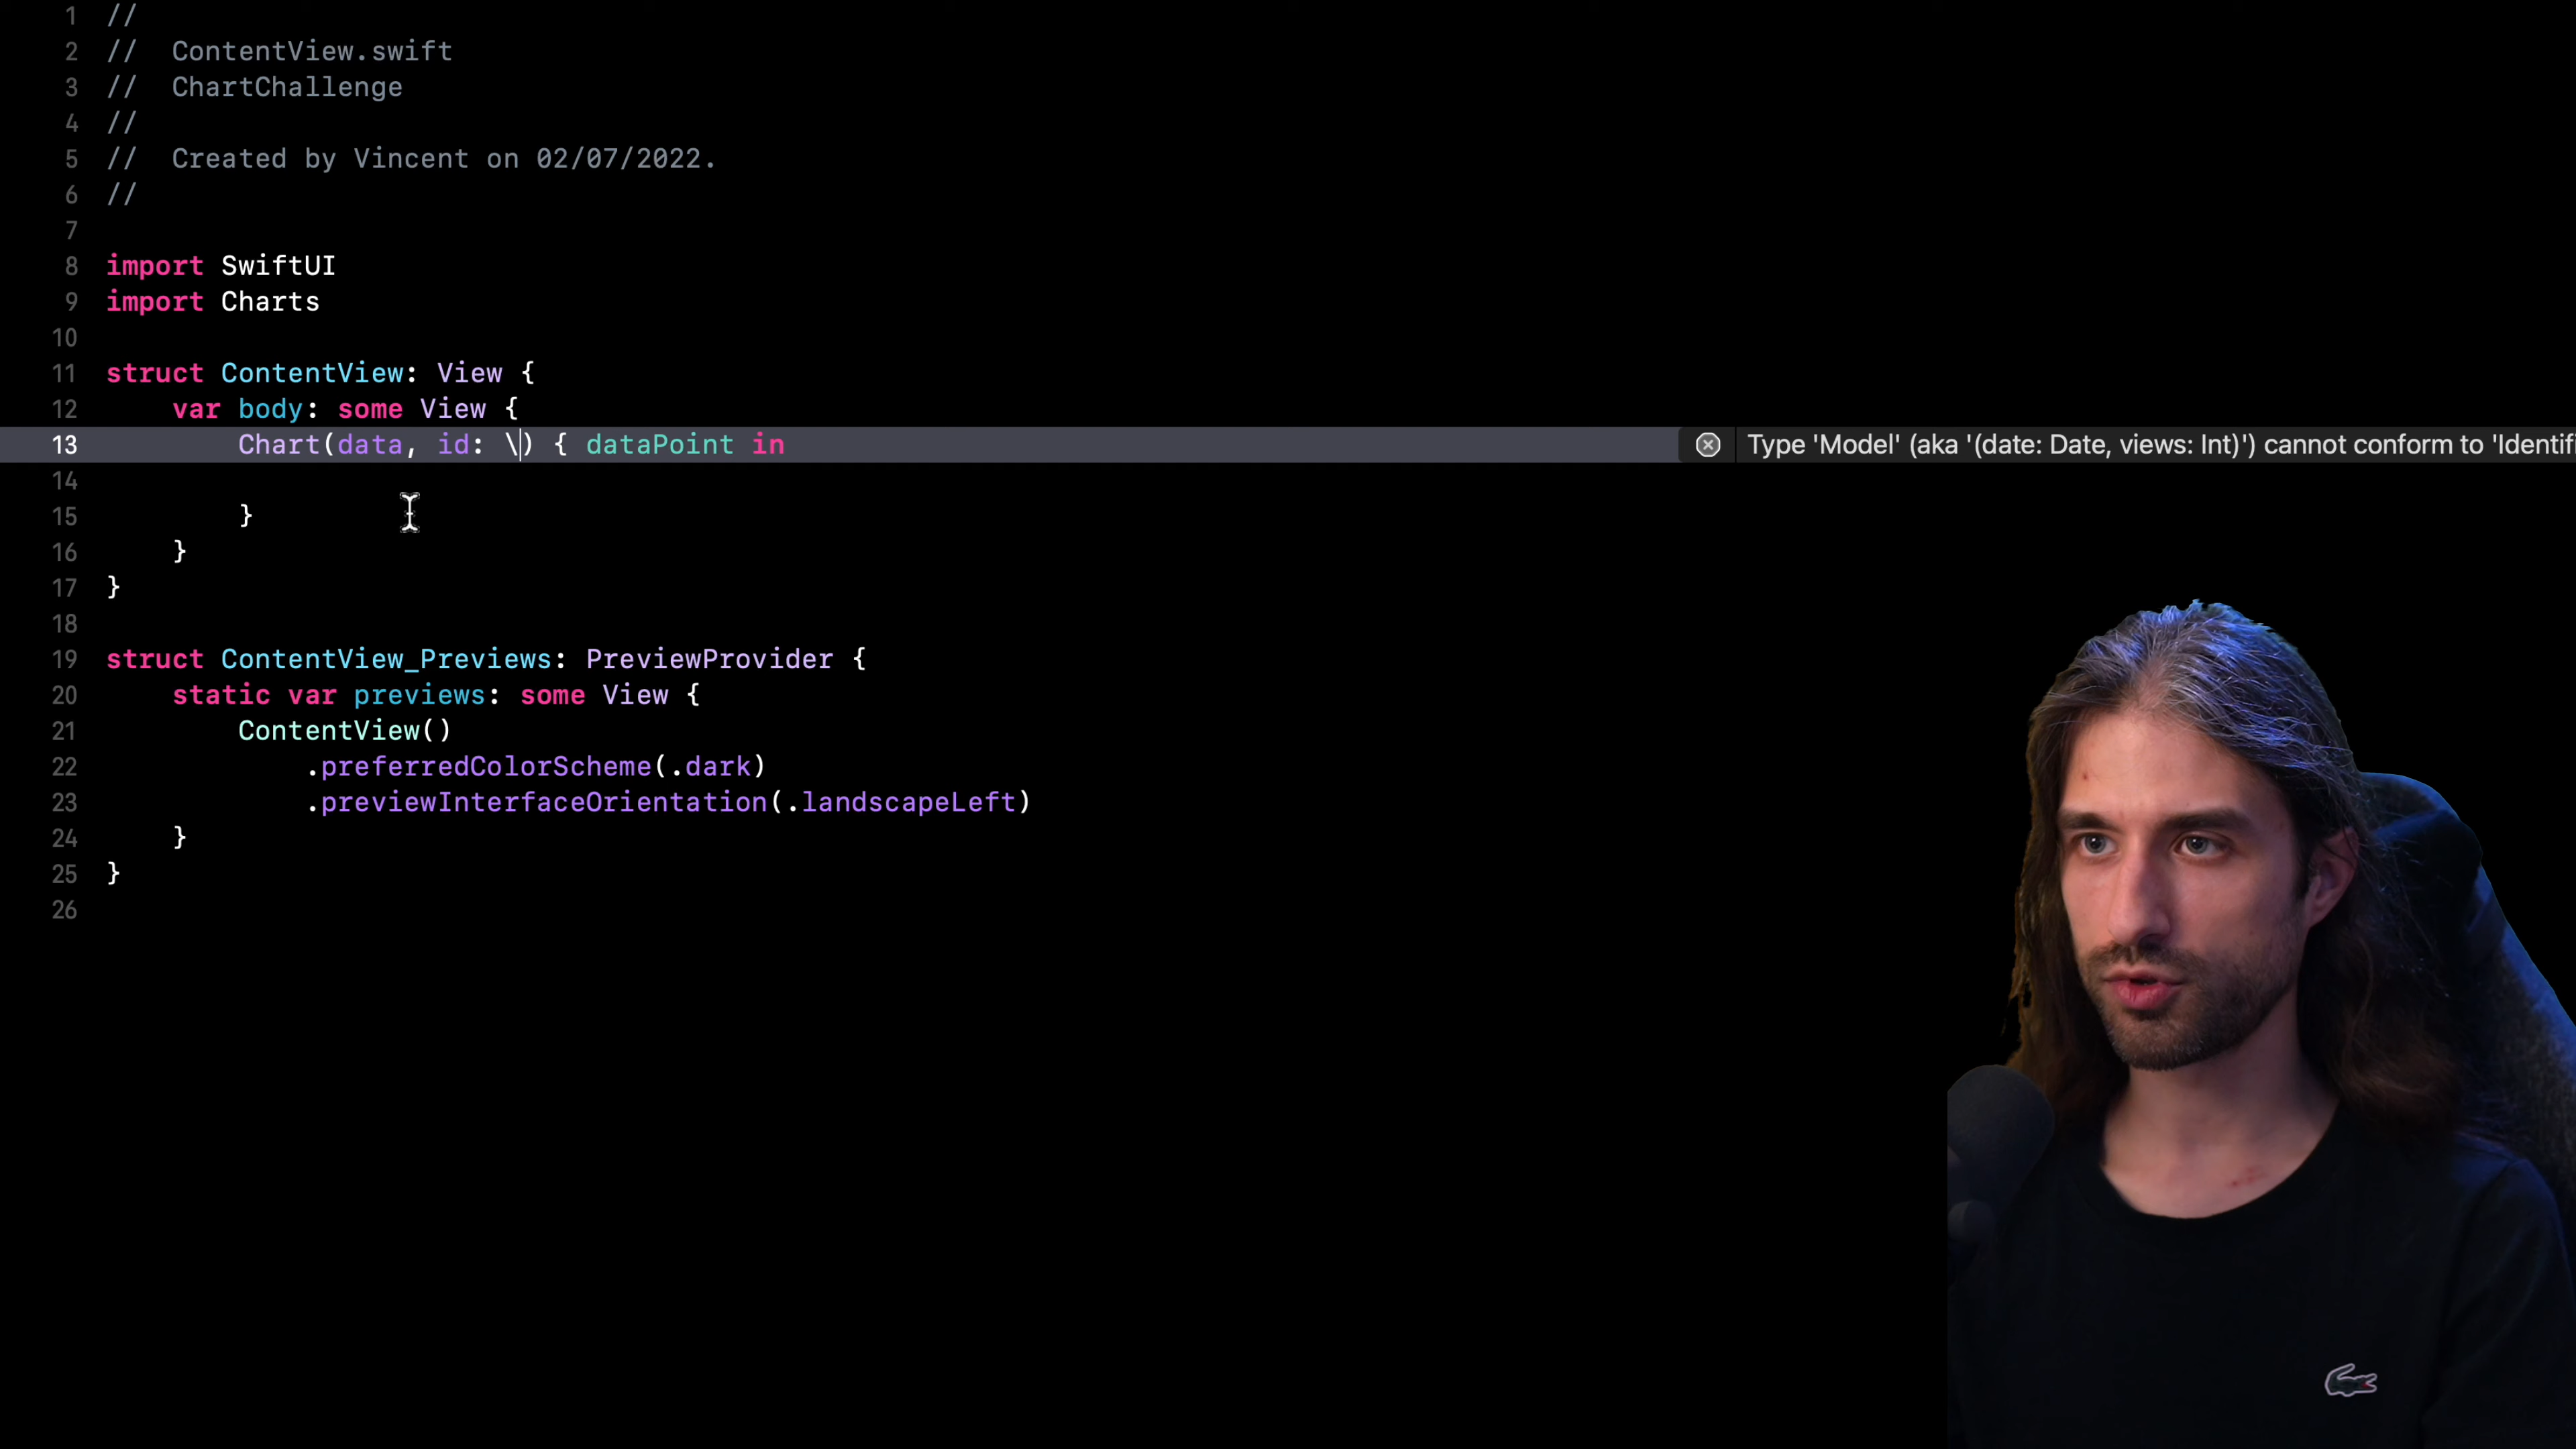 1 //
2 //  ContentView.swift
3 //  ChartChallenge
4 //
5 //  Created by Vincent on 02/07/2022.
6 //
7
8 import SwiftUI
9 import Charts
10
11 struct ContentView: View {
12     var body: some View {
13         Chart(data, id: \) { dataPoint in Type 'Model' (aka '(date: Date, views: Int)') cannot conform to 'Identifi
14
15         }
16     }
17 }
18
19 struct ContentView_Previews: PreviewProvider {
20     static var previews: some View {
21         ContentView()
22             .preferredColorScheme(.dark)
23             .previewInterfaceOrientation(.landscapeLeft)
24     }
25 }
26